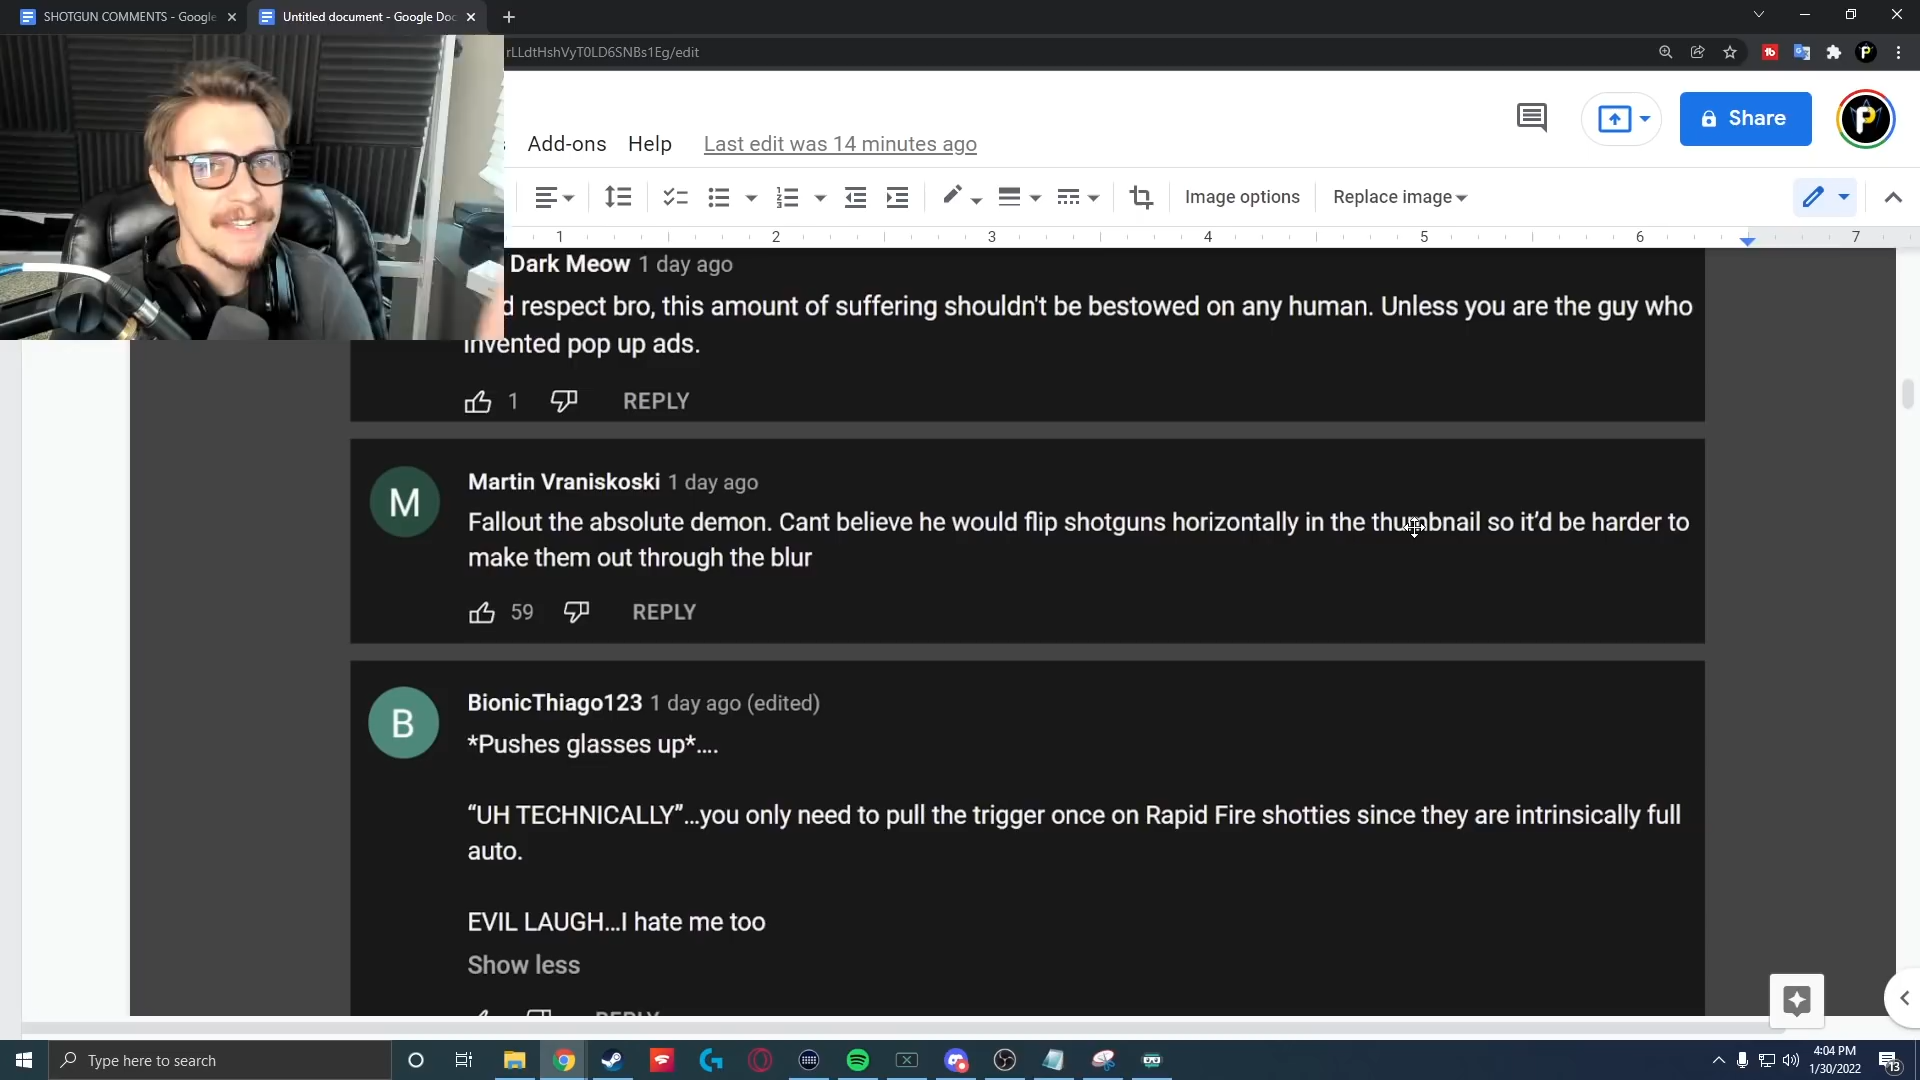 SHOTGUN COMMENTS - Google
Untitled document - Google Doc
rLLdtHshVyT0LD6SNBs1Eg/edit
Add-ons Help Last edit was 14 minutes ago
Share
P
Image options Replace image
1 2 3 4 5 6 7
Dark Meow 1 day ago
d respect bro, this amount of suffering shouldn't be bestowed on any human. Unless you are the guy who
invented pop up ads.
1 REPLY
M
Martin Vraniskoski 1 day ago
Fallout the absolute demon. Cant believe he would flip shotguns horizontally in the thumbnail so it’d be harder to
make them out through the blur
59 REPLY
B
BionicThiago123 1 day ago (edited)
*Pushes glasses up*....
“UH TECHNICALLY”...you only need to pull the trigger once on Rapid Fire shotties since they are intrinsically full
auto.
EVIL LAUGH...I hate me too
Show less
REPLY
Type here to search
4:04 PM
1/30/2022
13